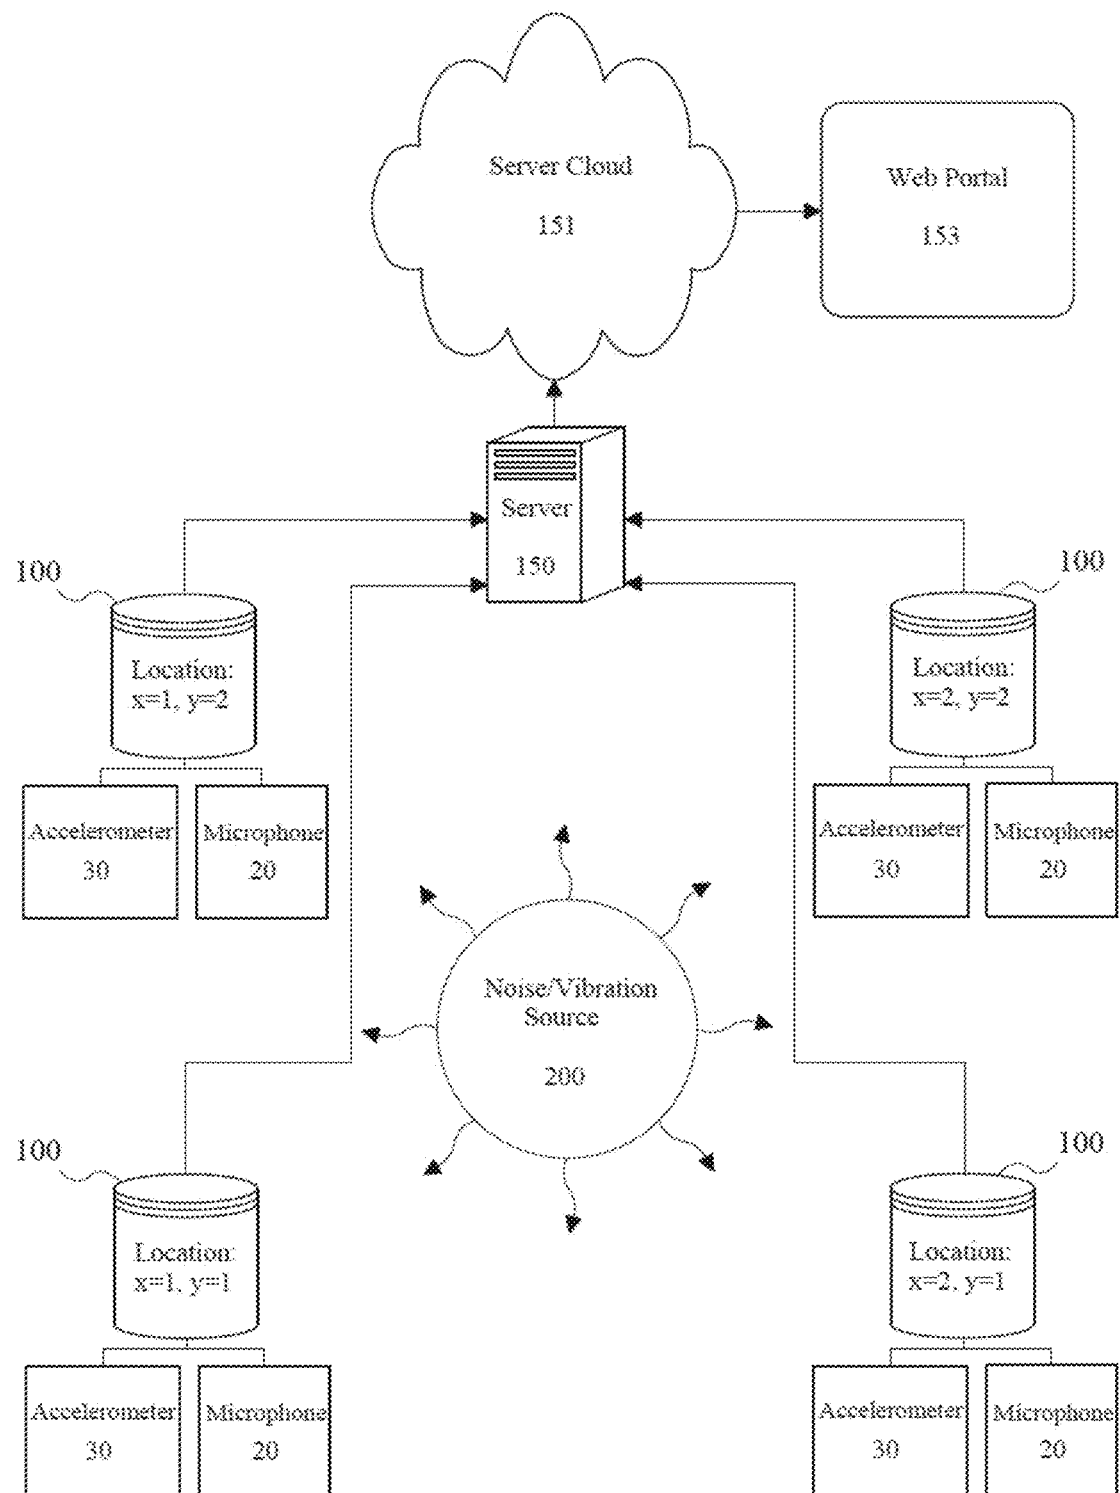 Server Cloud
151
Web Portal
153
Server
150
100
100
Location:
x=1, y=2
Location:
x=2, y=2
Accelerometer
30
Microphone
20
Accelerometer
30
Microphone
20
Noise/Vibration
Source
200
100
100
Location:
x=1, y=1
Location:
x=2, y=1
Accelerometer
30
Microphone
20
Accelerometer
30
Microphone
20